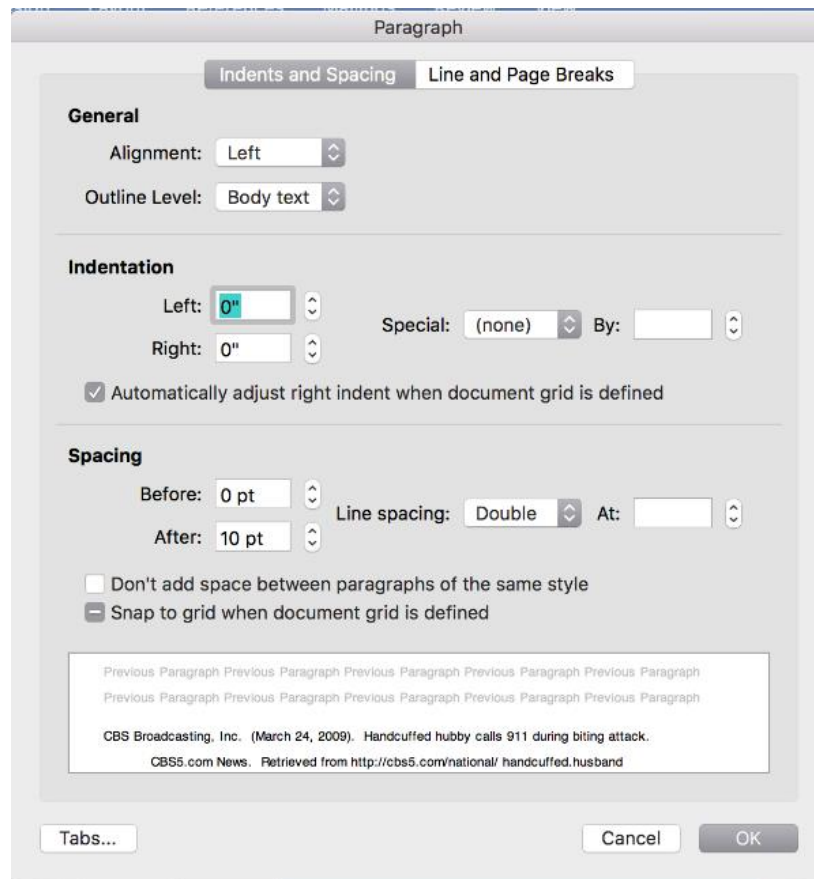 Paragraph
Indents and Spacing Line and Page Breaks
General
Alignment: Left
Outline Level: Body text
Indentation
Left: 0"
Special: (none) By:
Right: 0"
Automatically adjust right indent when document grid is defined
Spacing
Before: 0 pt
Line spacing: Double At:
After: 10 pt
Don't add space between paragraphs of the same style
Snap to grid when document grid is defined
Previous Paragraph Previous Paragraph Previous Paragraph Previous Paragraph Previous Paragraph
Previous Paragraph Previous Paragraph Previous Paragraph Previous Paragraph Previous Paragraph
CBS Broadcasting, Inc. (March 24, 2009). Handcuffed hubby calls 911 during biting attack.
CBS5.com News. Retrieved from http://cbs5.com/national/ handcuffed.husband
Tabs... Cancel OK